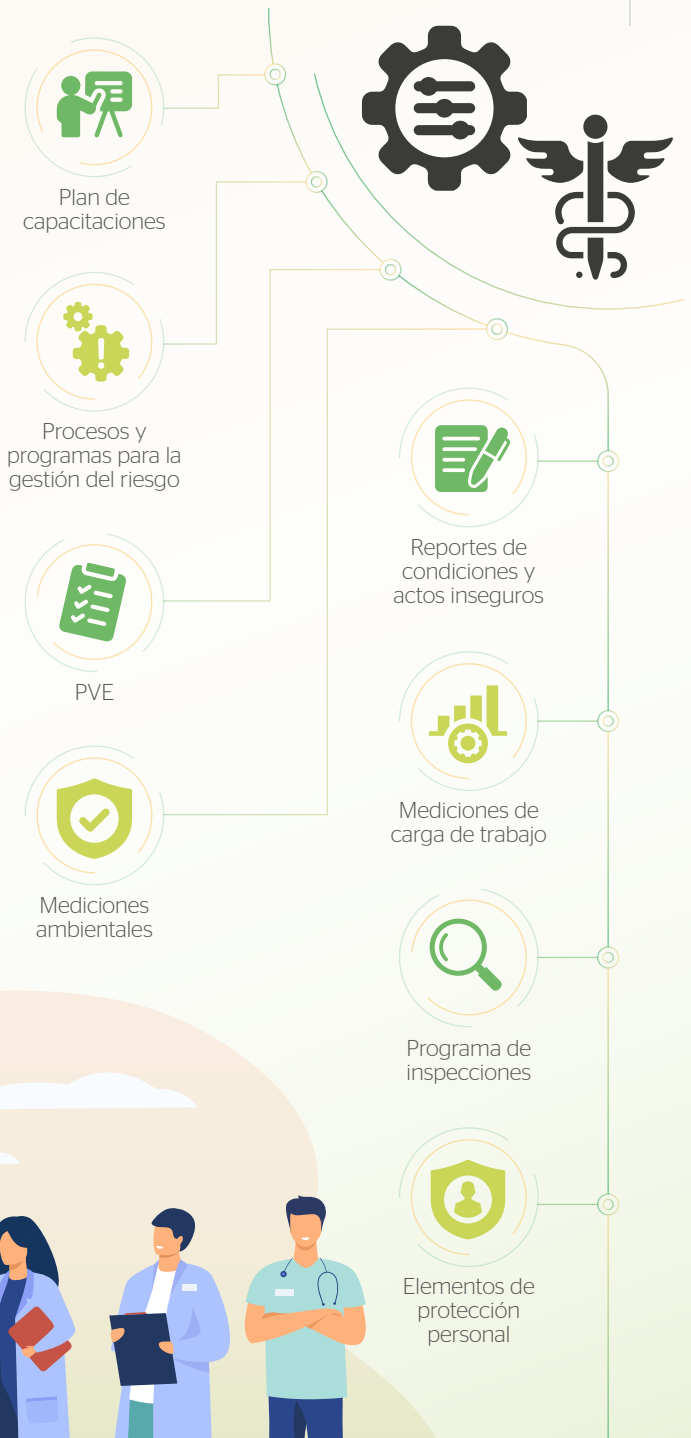 Plan de
capacitaciones
Procesos y
programas para la
gestión del riesgo
PVE
Mediciones
ambientales
Reportes de
condiciones y
actos inseguros
Mediciones de
carga de trabajo
Programa de
inspecciones
Elementos de
protección
personal